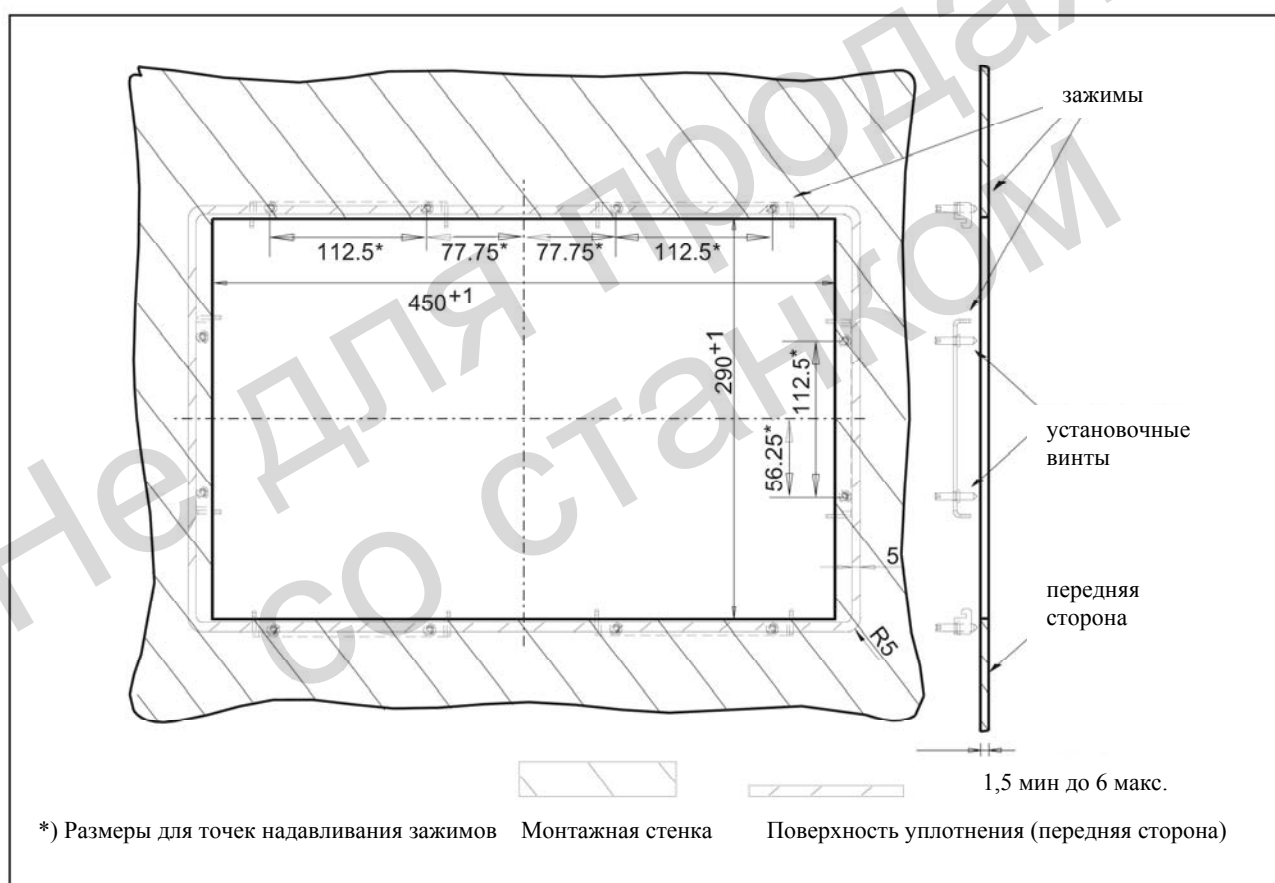 Не для продаж
со станком
зажимы
112.5* 77.75* 77.75* 112.5*
450+1
290+1
112.5*
56.25*
установочные
винты
5
R5
передняя
сторона
1,5 мин до 6 макс.
*) Размеры для точек надавливания зажимов Монтажная стенка Поверхность уплотнения (передняя сторона)